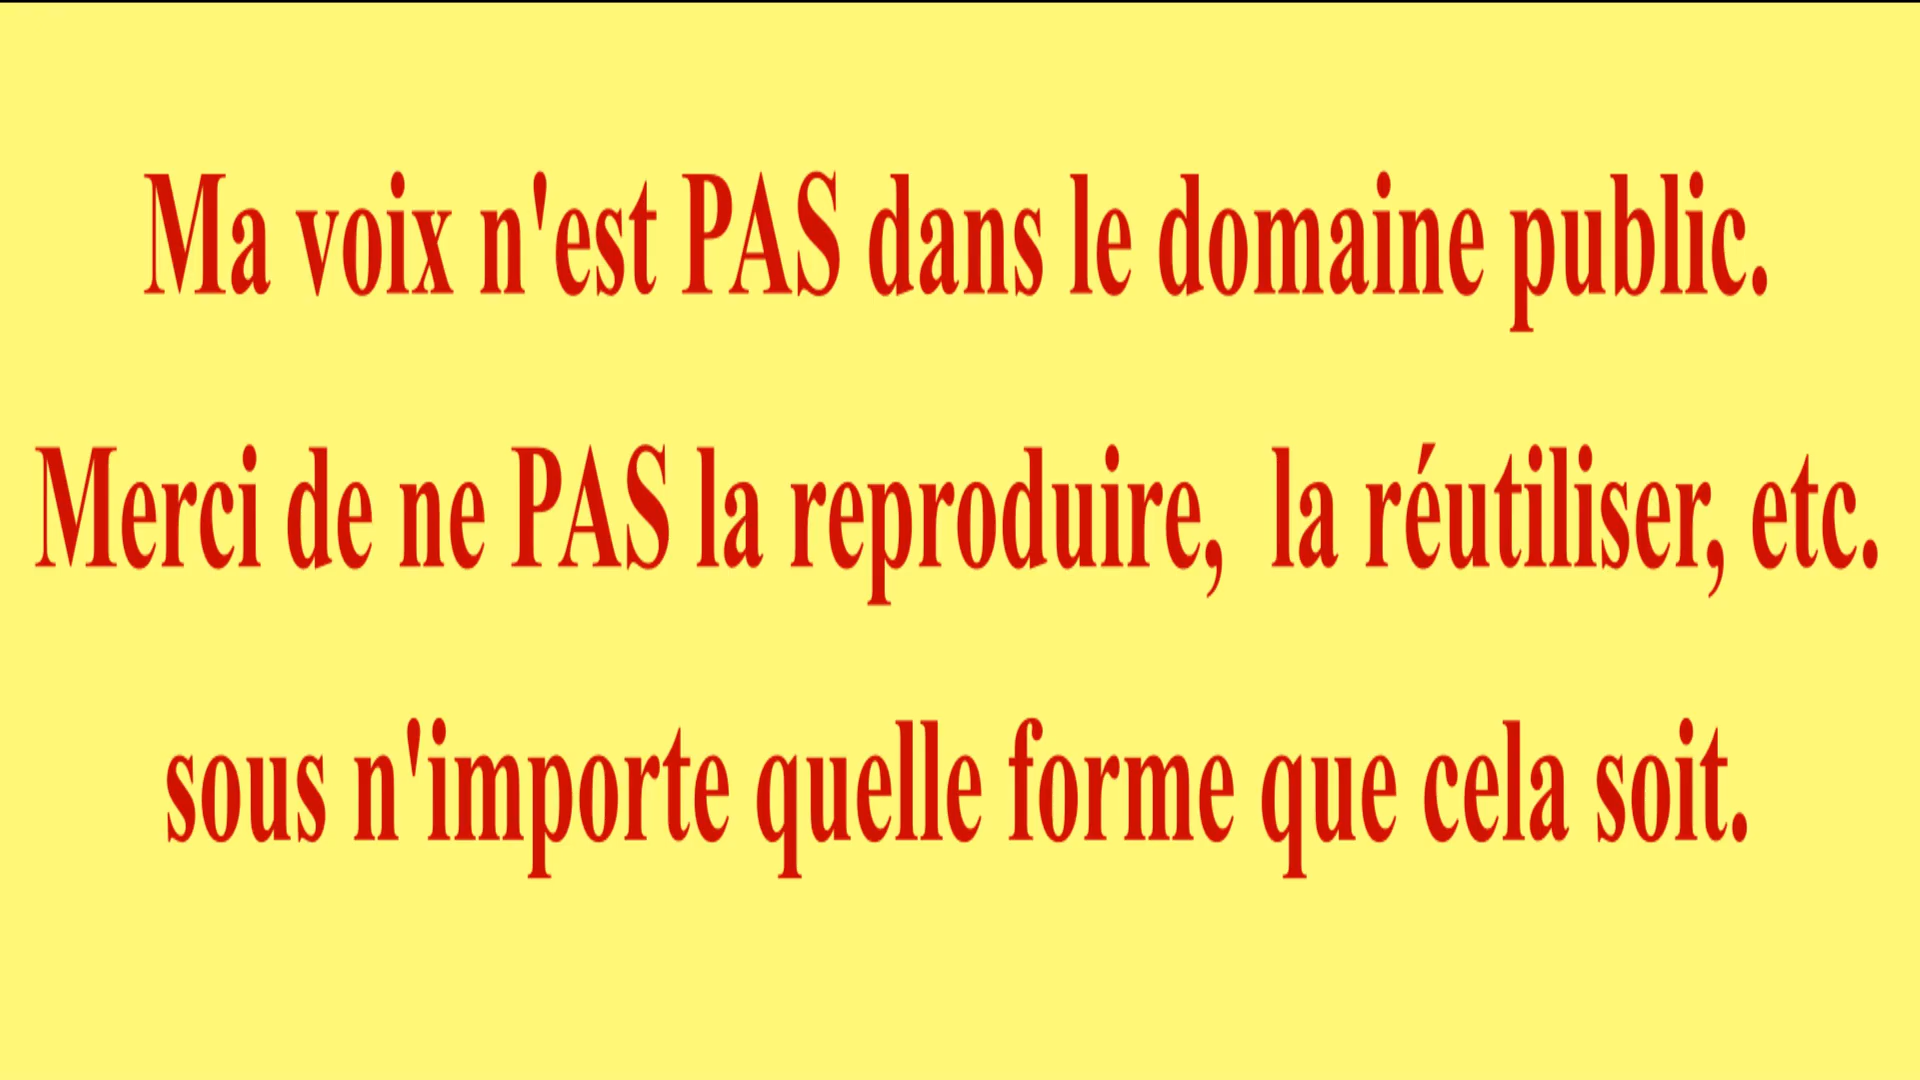 Ma voix n'est PAS dans le domaine public.
Merci de ne PAS la reproduire, la réutiliser, etc.
sous n'importe quelle forme que cela soit.